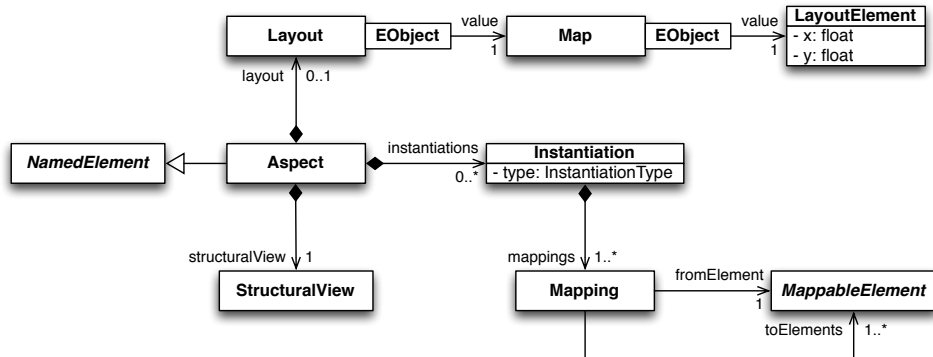 Layout
EObject
value
1
Map
EObject
value
1
LayoutElement
- x: float
- y: float
layout
0..1
NamedElement
Aspect
instantiations
0..*
Instantiation
- type: InstantiationType
structuralView
1
mappings
1..*
fromElement
1
StructuralView
Mapping
MappableElement
toElements
1..*